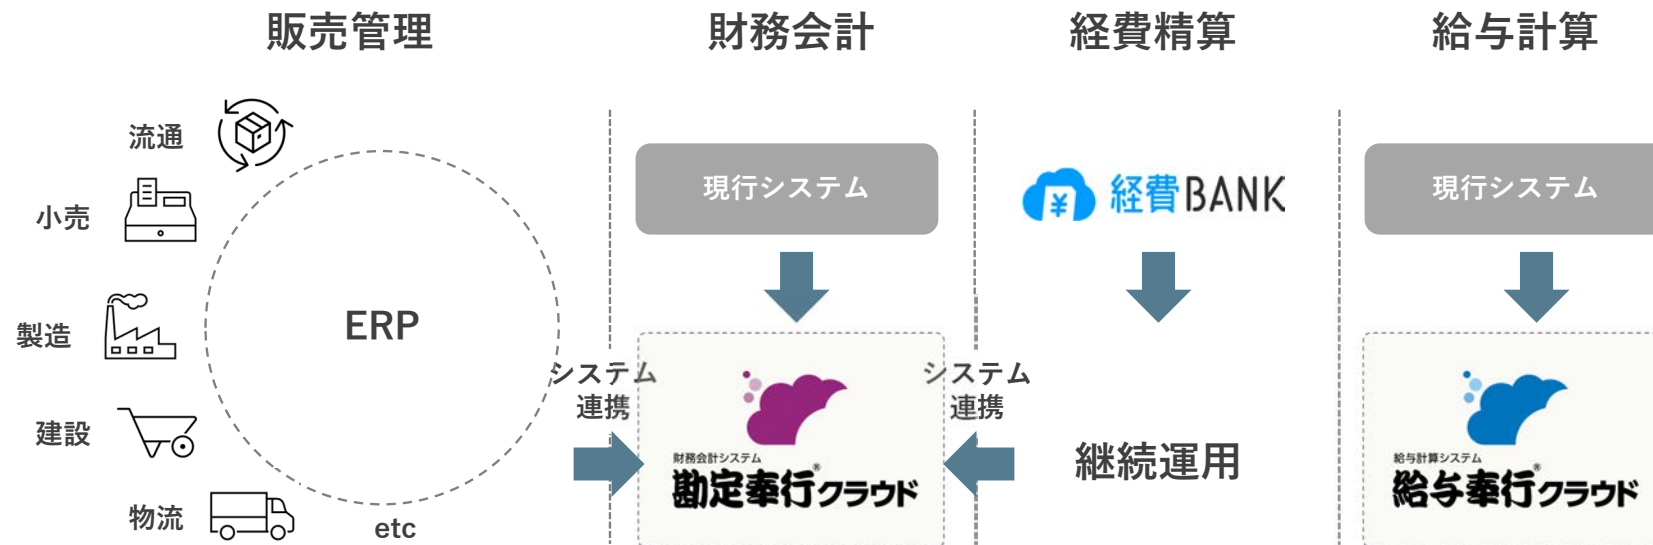 販売管理
財務会計
経費精算
給与計算
流通
小売
製造
建設
物流
ERP
etc
システム
連携
現行システム
財務会計システム
勘定奉行®クラウド
経費BANK
システム
連携
継続運用
現行システム
給与計算システム
給与奉行®クラウド